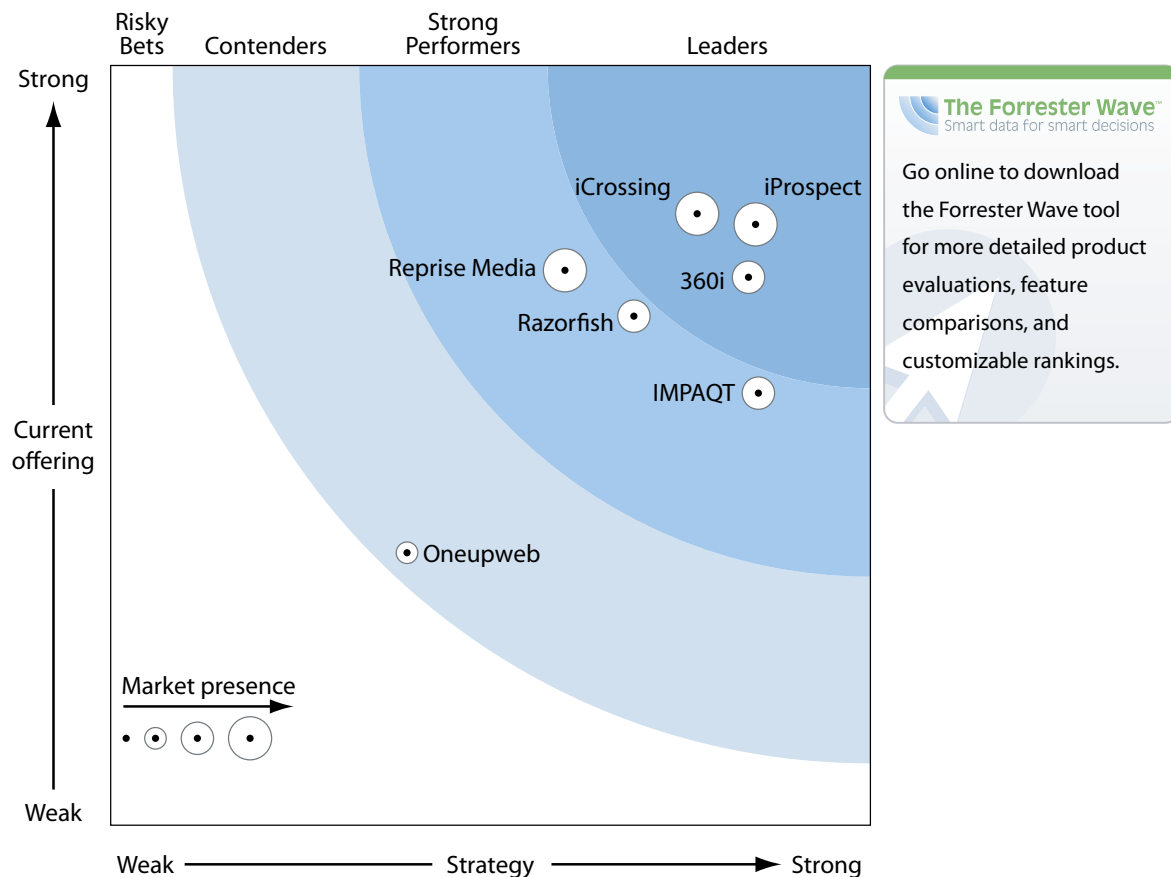 Risky
Bets
Contenders
Strong
Performers
Leaders
Strong
The Forrester Wave™
Smart data for smart decisions
Go online to download
the Forrester Wave tool
for more detailed product
evaluations, feature
comparisons, and
customizable rankings.
iCrossing
iProspect
Reprise Media
360i
Razorfish
IMPAQT
Current
offering
Oneupweb
Market presence
Weak
Weak
Strategy
Strong